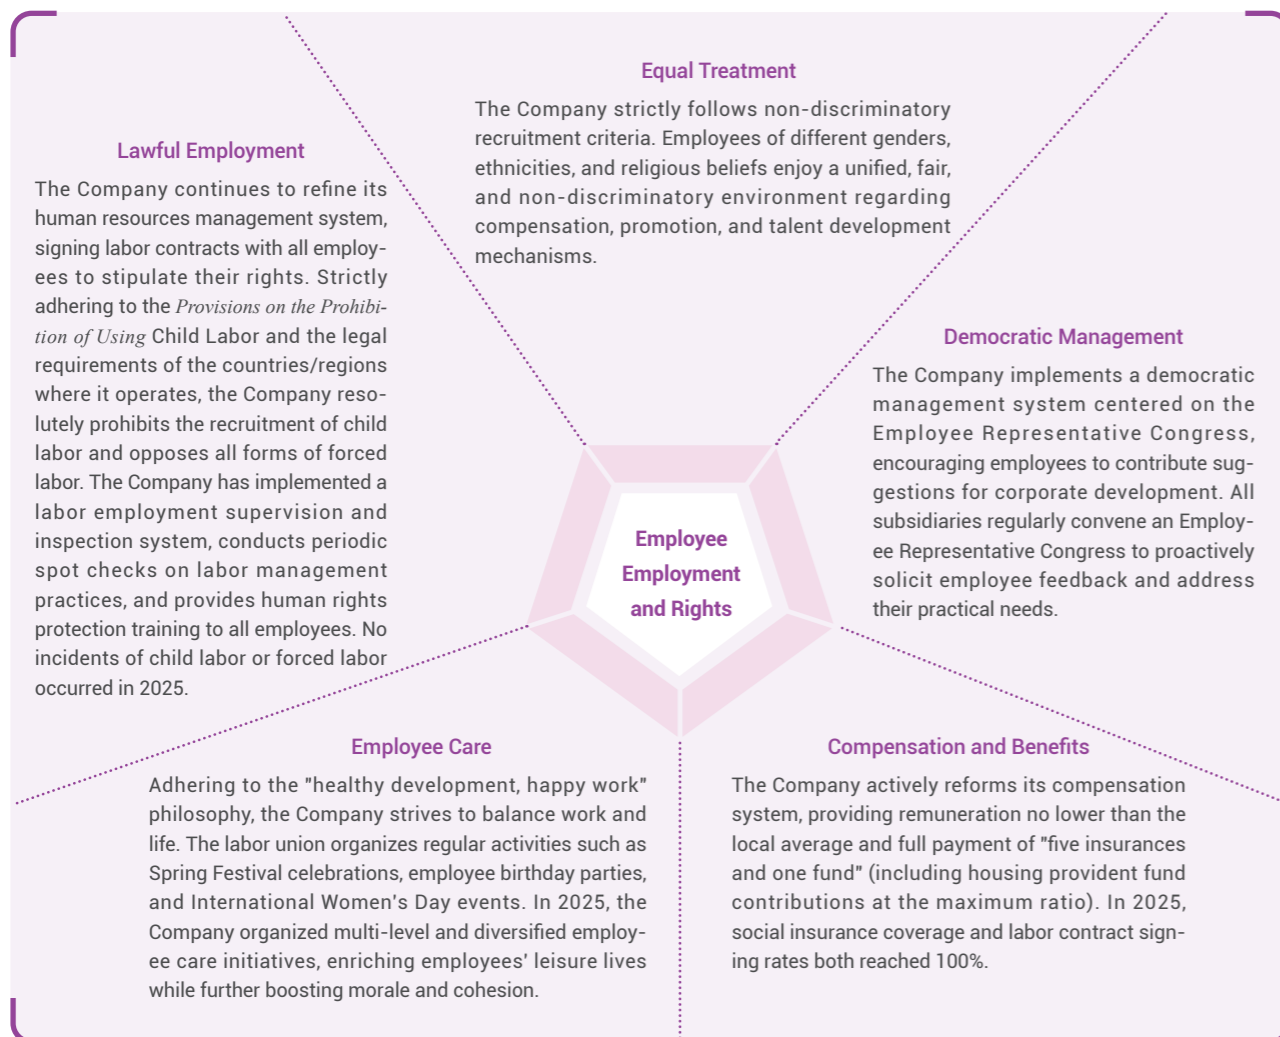 Equal Treatment
The Company strictly follows non-discriminatory
recruitment criteria. Employees of different genders,
ethnicities, and religious beliefs enjoy a unified, fair,
and non-discriminatory environment regarding
compensation, promotion, and talent development
mechanisms.
Lawful Employment
The Company continues to refine its
human resources management system,
signing labor contracts with all employ-
ees to stipulate their rights. Strictly
adhering to the Provisions on the Prohibi-
tion of Using Child Labor and the legal
requirements of the countries/regions
where it operates, the Company reso-
lutely prohibits the recruitment of child
labor and opposes all forms of forced
labor. The Company has implemented a
labor employment supervision and
inspection system, conducts periodic
spot checks on labor management
practices, and provides human rights
protection training to all employees. No
incidents of child labor or forced labor
occurred in 2025.
Democratic Management
The Company implements a democratic
management system centered on the
Employee Representative Congress,
encouraging employees to contribute sug-
gestions for corporate development. All
subsidiaries regularly convene an Employ-
ee Representative Congress to proactively
solicit employee feedback and address
their practical needs.
Employee
Employment
and Rights
Employee Care
Adhering to the "healthy development, happy work"
philosophy, the Company strives to balance work and
life. The labor union organizes regular activities such as
Spring Festival celebrations, employee birthday parties,
and International Women's Day events. In 2025, the
Company organized multi-level and diversified employ-
ee care initiatives, enriching employees' leisure lives
while further boosting morale and cohesion.
Compensation and Benefits
The Company actively reforms its compensation
system, providing remuneration no lower than the
local average and full payment of "five insurances
and one fund" (including housing provident fund
contributions at the maximum ratio). In 2025,
social insurance coverage and labor contract sign-
ing rates both reached 100%.